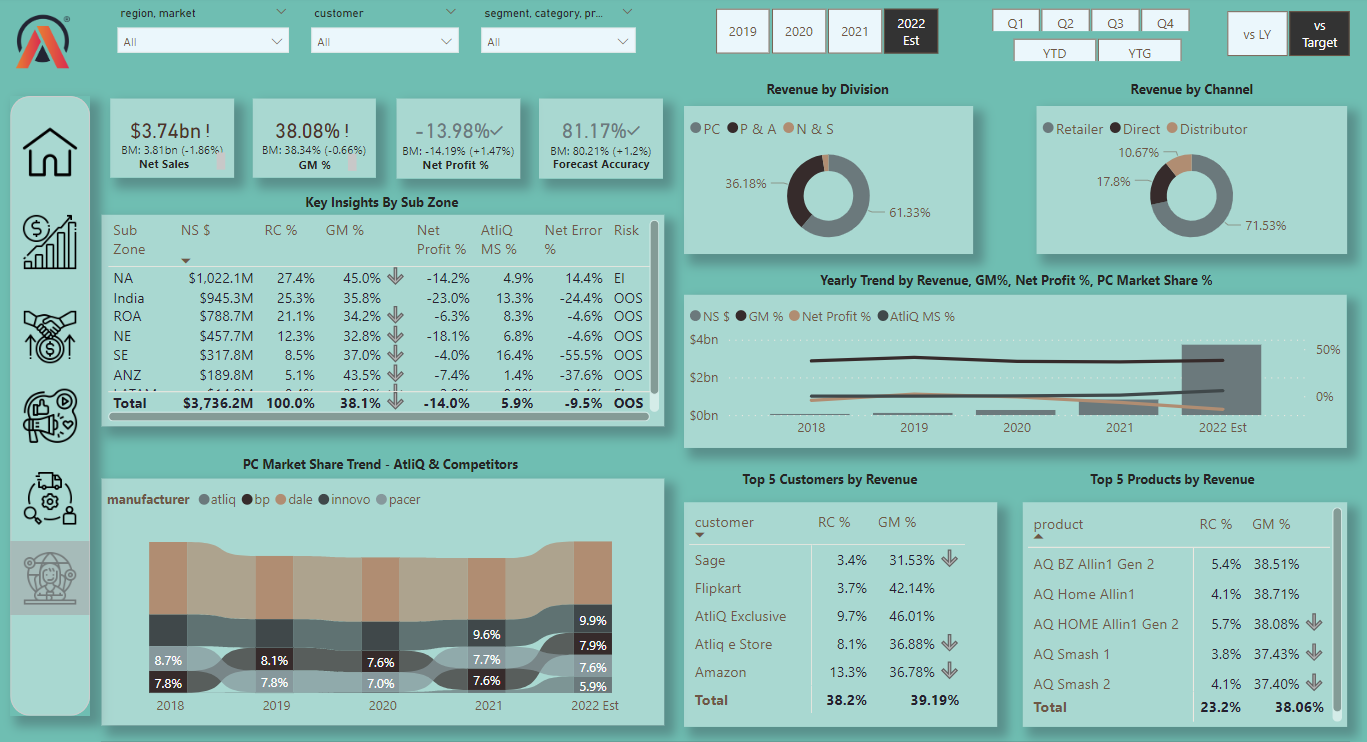 region, market
customer
segment, category, pr...
All
All
All
2019
2020
2021
2022
Est
Q1
Q2
Q3
Q4
YTD
YTG
vs LY
vs
Target
$3.74bn !
BM: 3.81bn (-1.86%)
Net Sales
38.08% !
BM: 38.34% (-0.66%)
GM %
-13.98%✓
BM: -14.19% (+1.47%)
Net Profit %
81.17%✓
BM: 80.21% (+1.2%)
Forecast Accuracy
Revenue by Division
PC P & A N & S
36.18%
61.33%
Revenue by Channel
Retailer Direct Distributor
10.67%
17.8%
71.53%
Key Insights By Sub Zone
Sub Zone NS $ RC % GM % Net Profit % AtliQ MS % Net Error % Risk
NA $1,022.1M 27.4% 45.0% -14.2% 4.9% 14.4% EI
India $945.3M 25.3% 35.8% -23.0% 13.3% -24.4% OOS
ROA $788.7M 21.1% 34.2% -6.3% 8.3% -4.6% OOS
NE $457.7M 12.3% 32.8% -18.1% 6.8% -4.6% OOS
SE $317.8M 8.5% 37.0% -4.0% 16.4% -55.5% OOS
ANZ $189.8M 5.1% 43.5% -7.4% 1.4% -37.6% OOS
Total $3,736.2M 100.0% 38.1% -14.0% 5.9% -9.5% OOS
Yearly Trend by Revenue, GM%, Net Profit %, PC Market Share %
NS $ GM % Net Profit % AtliQ MS %
$4bn
$2bn
$0bn
50%
0%
2018 2019 2020 2021 2022 Est
PC Market Share Trend - AtliQ & Competitors
manufacturer atliq bp dale innovo pacer
8.7%
7.8%
8.1%
7.8%
7.6%
7.0%
9.6%
7.7%
7.6%
9.9%
7.9%
7.6%
5.9%
2018 2019 2020 2021 2022 Est
Top 5 Customers by Revenue
customer RC % GM %
Sage 3.4% 31.53%
Flipkart 3.7% 42.14%
AtliQ Exclusive 9.7% 46.01%
Atliq e Store 8.1% 36.88%
Amazon 13.3% 36.78%
Total 38.2% 39.19%
Top 5 Products by Revenue
product RC % GM %
AQ BZ Allin1 Gen 2 5.4% 38.51%
AQ Home Allin1 4.1% 38.71%
AQ HOME Allin1 Gen 2 5.7% 38.08%
AQ Smash 1 3.8% 37.43%
AQ Smash 2 4.1% 37.40%
Total 23.2% 38.06%